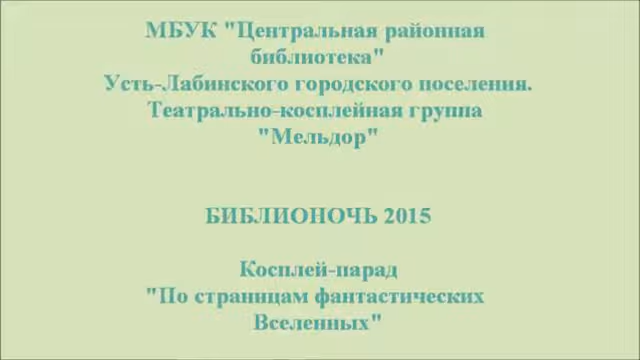 МБУК "Центральная районная
библиотека"
Усть-Лабинского городского поселения.
Театрально-косплейная группа
"Мельдор"
БИБЛИОНОЧЬ 2015
Косплей-парад
"По страницам фантастических
Вселенных"